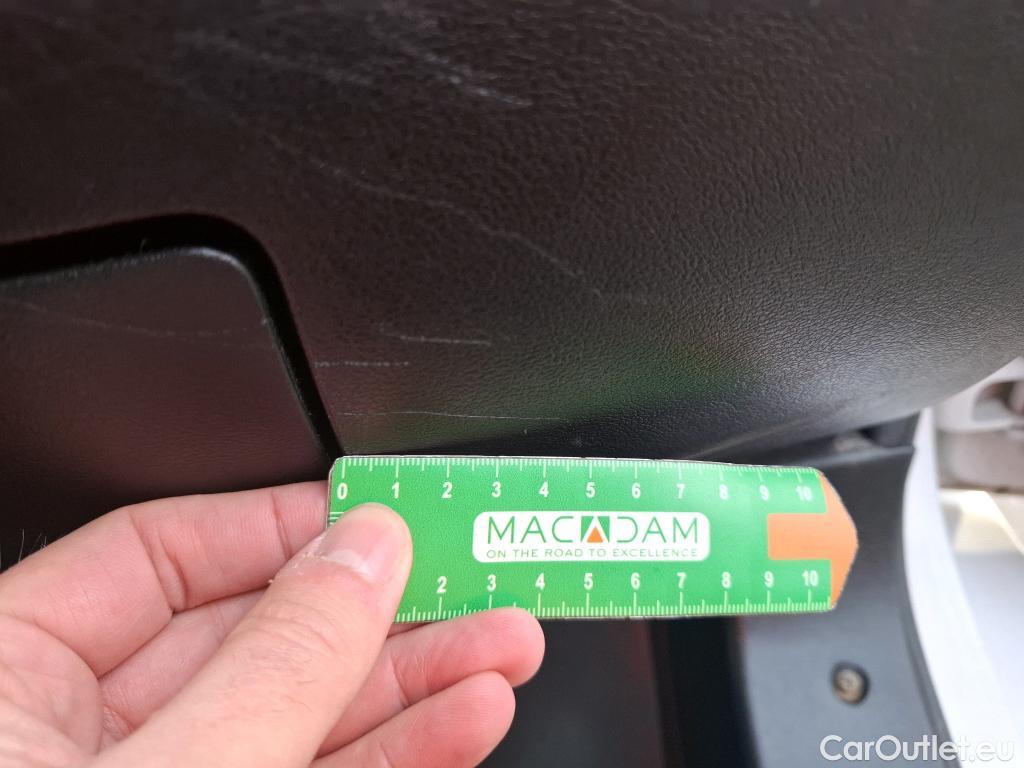 0 1 2 3 4 5 6 7 8 9 10
MACADAM
ON THE ROAD TO EXCELLENCE
2 3 4 5 6 7 8 9 10
CarOutlet.eu